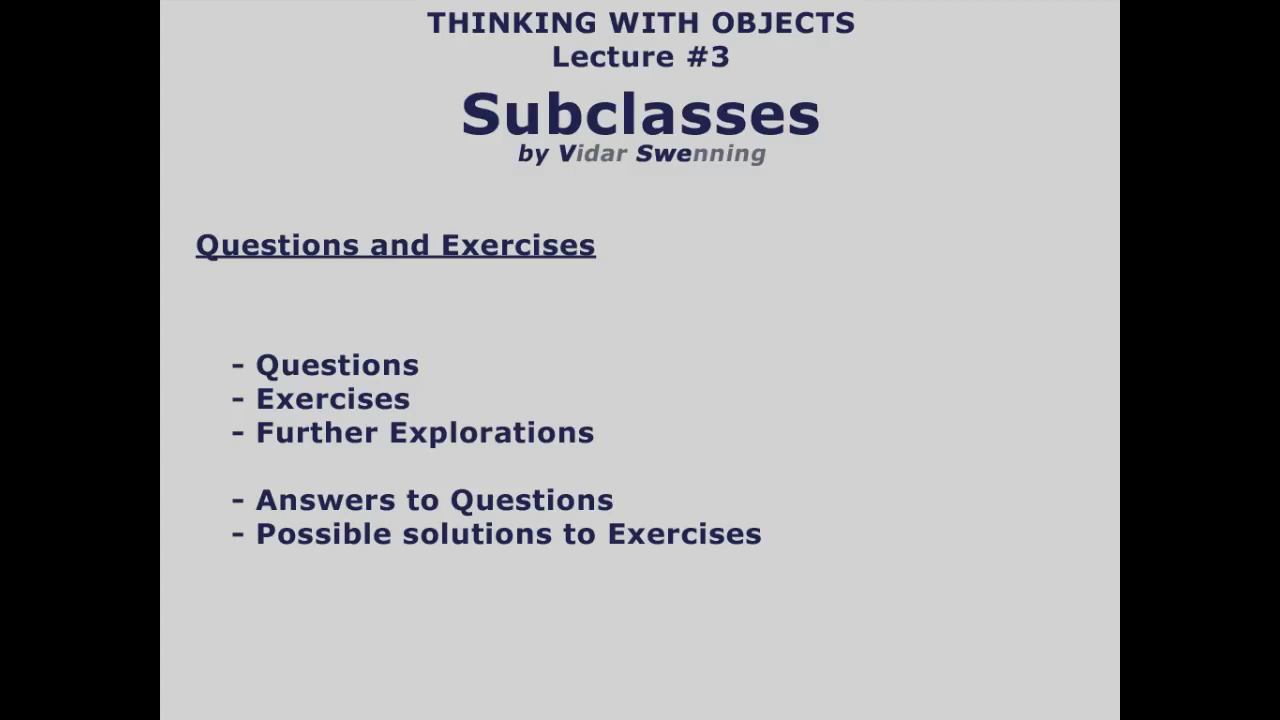 THINKING WITH OBJECTS
Lecture #3
Subclasses
by Vidar Swenning
Questions and Exercises
- Questions
- Exercises
- Further Explorations
- Answers to Questions
- Possible solutions to Exercises